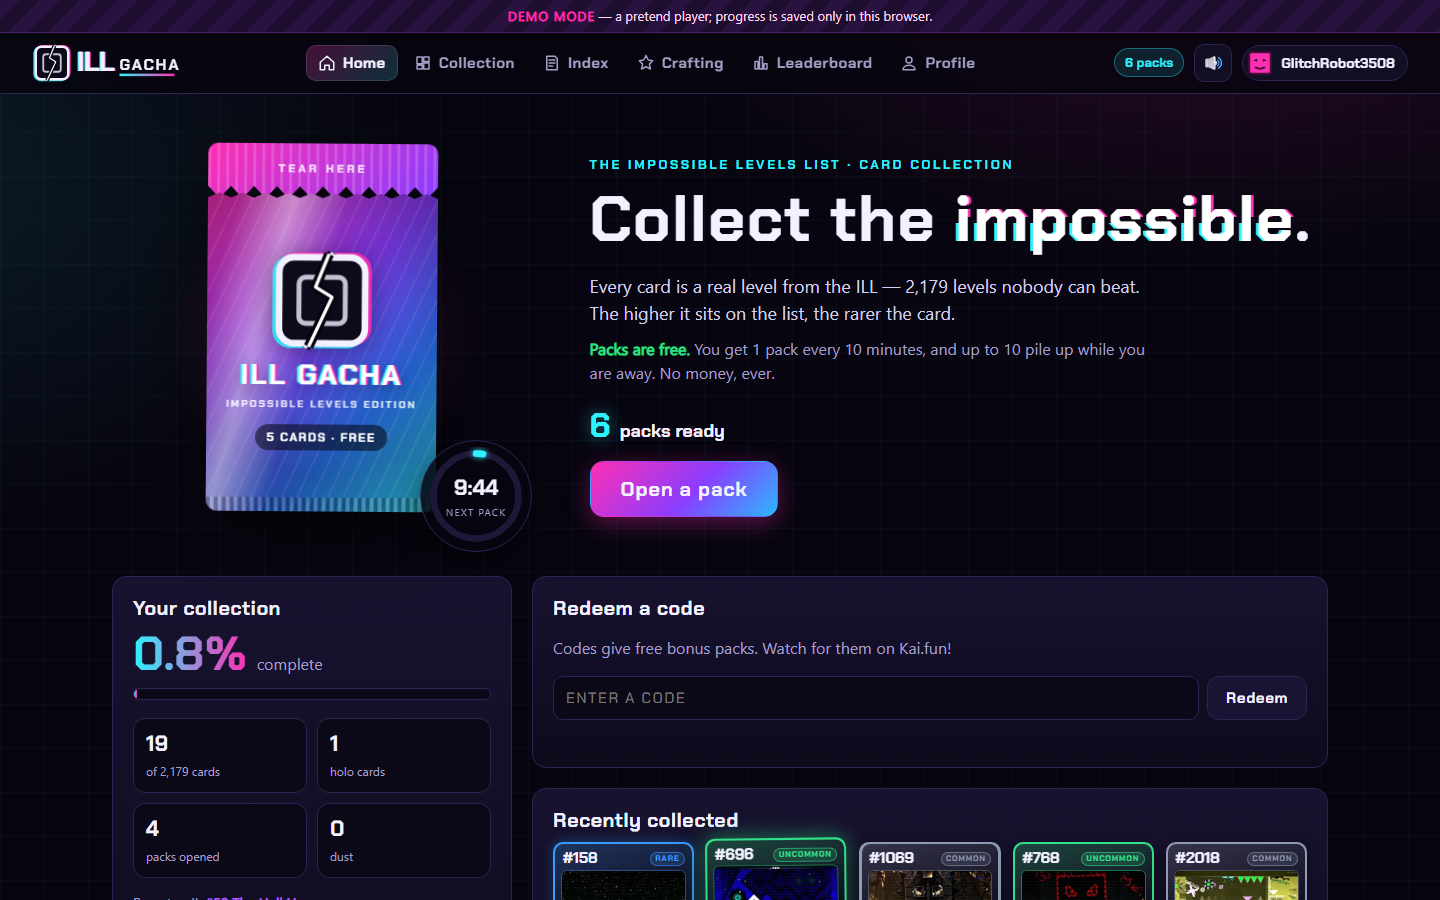 DEMO MODE — a pretend player; progress is saved only in this browser.
ILL GACHA
Home
Collection
Index
Crafting
Leaderboard
Profile
6 packs
GlitchRobot3508
TEAR HERE
ILL GACHA
IMPOSSIBLE LEVELS EDITION
5 CARDS · FREE
9:44
NEXT PACK
THE IMPOSSIBLE LEVELS LIST · CARD COLLECTION
Collect the impossible.
Every card is a real level from the ILL — 2,179 levels nobody can beat.
The higher it sits on the list, the rarer the card.
Packs are free. You get 1 pack every 10 minutes, and up to 10 pile up while you
are away. No money, ever.
6 packs ready
Open a pack
Your collection
0.8% complete
19
of 2,179 cards
1
holo cards
4
packs opened
0
dust
Redeem a code
Codes give free bonus packs. Watch for them on Kai.fun!
ENTER A CODE
Redeem
Recently collected
#158 RARE
#696 UNCOMMON
#1069 COMMON
#768 UNCOMMON
#2018 COMMON